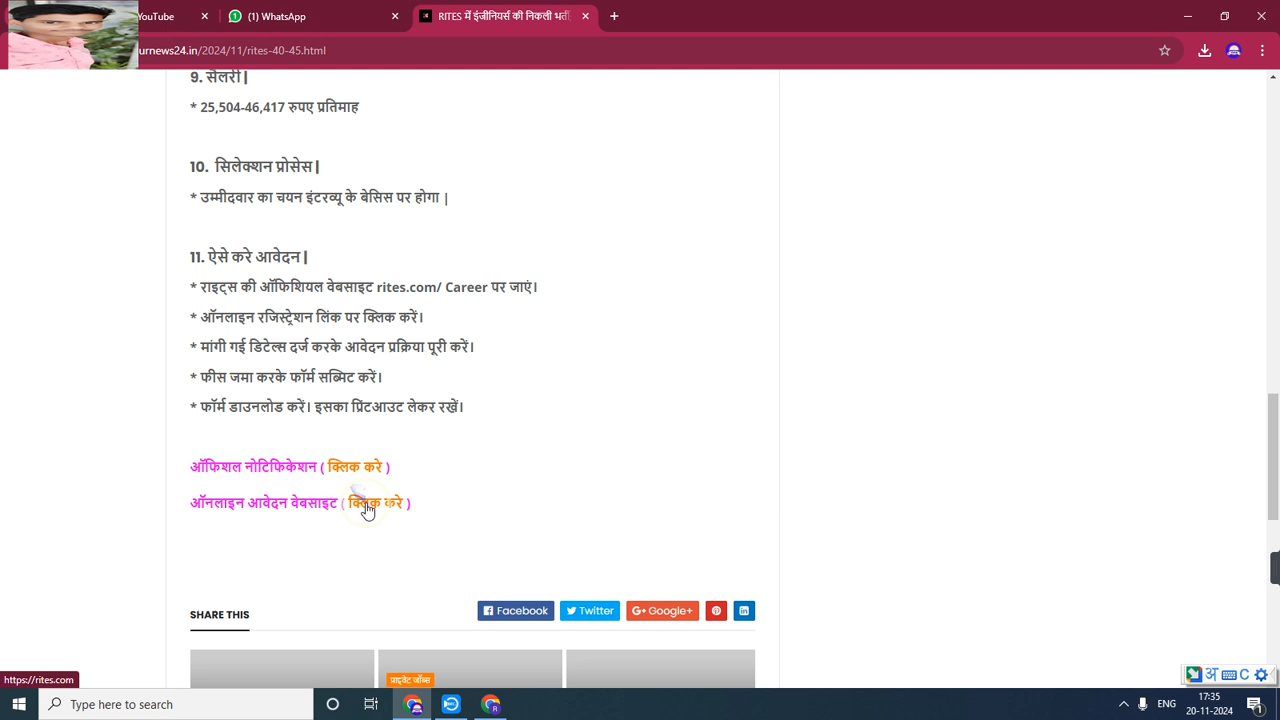 YouTube
(1) WhatsApp
RITES में इंजीनियर्स की निकली भर्ती
urnews24.in/2024/11/rites-40-45.html
9. सैलरी |
* 25,504-46,417 रुपए प्रतिमाह
10. सिलेक्शन प्रोसेस |
* उम्मीदवार का चयन इंटरव्यू के बेसिस पर होगा |
11. ऐसे करे आवेदन |
* राइट्स की ऑफिशियल वेबसाइट rites.com/ Career पर जाएं।
* ऑनलाइन रजिस्ट्रेशन लिंक पर क्लिक करें।
* मांगी गई डिटेल्स दर्ज करके आवेदन प्रक्रिया पूरी करें।
* फीस जमा करके फॉर्म सब्मिट करें।
* फॉर्म डाउनलोड करें। इसका प्रिंटआउट लेकर रखें।
ऑफिशल नोटिफिकेशन ( क्लिक करे )
ऑनलाइन आवेदन वेबसाइट ( क्लिक करे )
SHARE THIS
Facebook
Twitter
Google+
प्राइवेट जॉब्स
https://rites.com
अ
Type here to search
ENG
17:35
20-11-2024